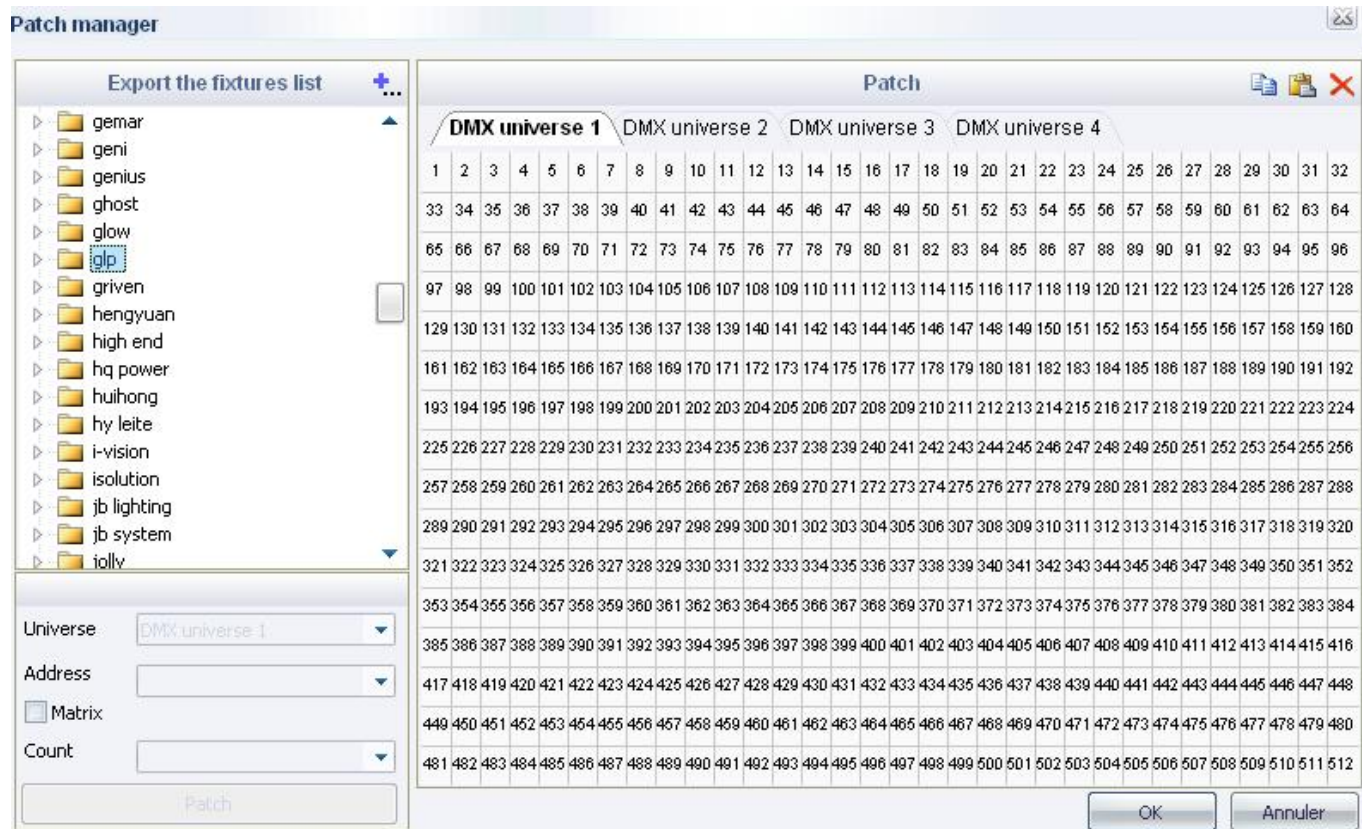 Patch manager
Export the fixtures list
gemar
geni
genius
ghost
glow
glp
griven
hengyuan
high end
hq power
huihong
hy leite
i-vision
isolution
jb lighting
jb system
jolly
Universe DMX universe 1
Address
Matrix
Count
Patch
Patch
DMX universe 1 DMX universe 2 DMX universe 3 DMX universe 4
1 2 3 4 5 6 7 8 9 10 11 12 13 14 15 16 17 18 19 20 21 22 23 24 25 26 27 28 29 30 31 32
33 34 35 36 37 38 39 40 41 42 43 44 45 46 47 48 49 50 51 52 53 54 55 56 57 58 59 60 61 62 63 64
65 66 67 68 69 70 71 72 73 74 75 76 77 78 79 80 81 82 83 84 85 86 87 88 89 90 91 92 93 94 95 96
97 98 99 100 101 102 103 104 105 106 107 108 109 110 111 112 113 114 115 116 117 118 119 120 121 122 123 124 125 126 127 128
129 130 131 132 133 134 135 136 137 138 139 140 141 142 143 144 145 146 147 148 149 150 151 152 153 154 155 156 157 158 159 160
161 162 163 164 165 166 167 168 169 170 171 172 173 174 175 176 177 178 179 180 181 182 183 184 185 186 187 188 189 190 191 192
193 194 195 196 197 198 199 200 201 202 203 204 205 206 207 208 209 210 211 212 213 214 215 216 217 218 219 220 221 222 223 224
225 226 227 228 229 230 231 232 233 234 235 236 237 238 239 240 241 242 243 244 245 246 247 248 249 250 251 252 253 254 255 256
257 258 259 260 261 262 263 264 265 266 267 268 269 270 271 272 273 274 275 276 277 278 279 280 281 282 283 284 285 286 287 288
289 290 291 292 293 294 295 296 297 298 299 300 301 302 303 304 305 306 307 308 309 310 311 312 313 314 315 316 317 318 319 320
321 322 323 324 325 326 327 328 329 330 331 332 333 334 335 336 337 338 339 340 341 342 343 344 345 346 347 348 349 350 351 352
353 354 355 356 357 358 359 360 361 362 363 364 365 366 367 368 369 370 371 372 373 374 375 376 377 378 379 380 381 382 383 384
385 386 387 388 389 390 391 392 393 394 395 396 397 398 399 400 401 402 403 404 405 406 407 408 409 410 411 412 413 414 415 416
417 418 419 420 421 422 423 424 425 426 427 428 429 430 431 432 433 434 435 436 437 438 439 440 441 442 443 444 445 446 447 448
449 450 451 452 453 454 455 456 457 458 459 460 461 462 463 464 465 466 467 468 469 470 471 472 473 474 475 476 477 478 479 480
481 482 483 484 485 486 487 488 489 490 491 492 493 494 495 496 497 498 499 500 501 502 503 504 505 506 507 508 509 510 511 512
OK Annuler